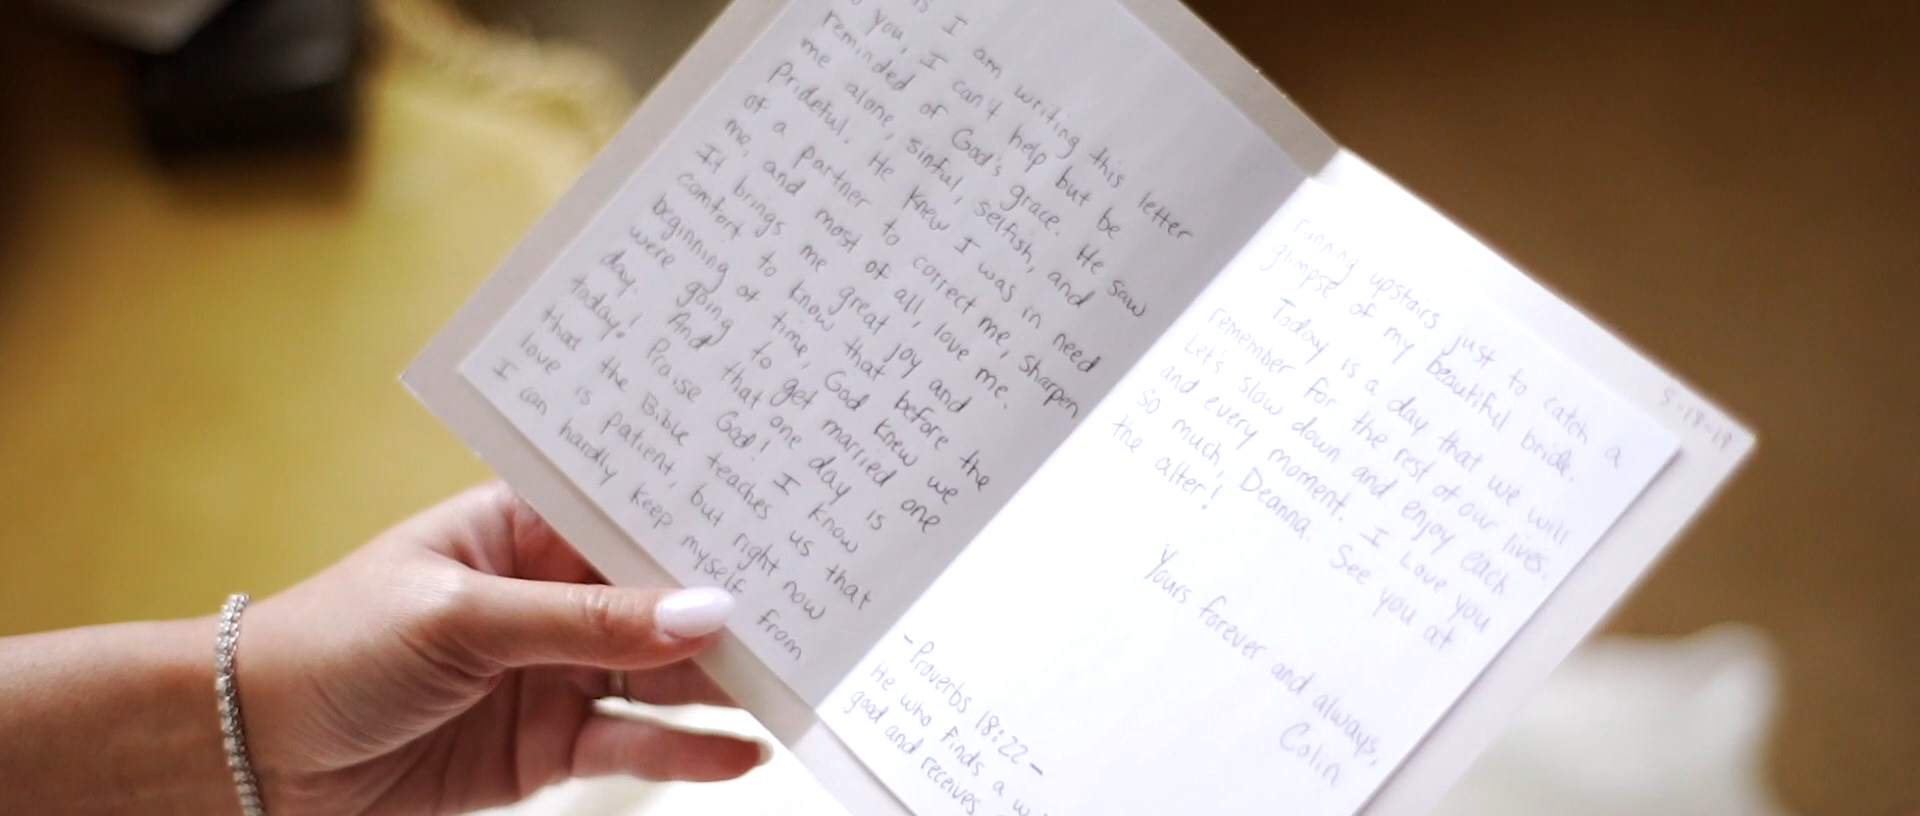 I am writing this letter
you, I can't help but be
reminded of God's grace. He saw
me alone, sinful, selfish, and
prideful. He knew I was in need
of a partner to correct me, sharpen
me, and most of all, love me.
It brings me great joy and
comfort to know that before the
beginning of time, God knew we
were going to get married one
day. And that one day is
today! Praise God! I know
that the Bible teaches us that
love is patient, but right now
I can hardly keep myself from
5-19-19
running upstairs just to catch a
glimpse of my beautiful bride.
Today is a day that we will
remember for the rest of our lives.
Let's slow down and enjoy each
and every moment. I love you
so much, Deanna. See you at
the alter!
Yours forever and always,
Colin
- Proverbs 18:22 -
He who finds a
good and receives